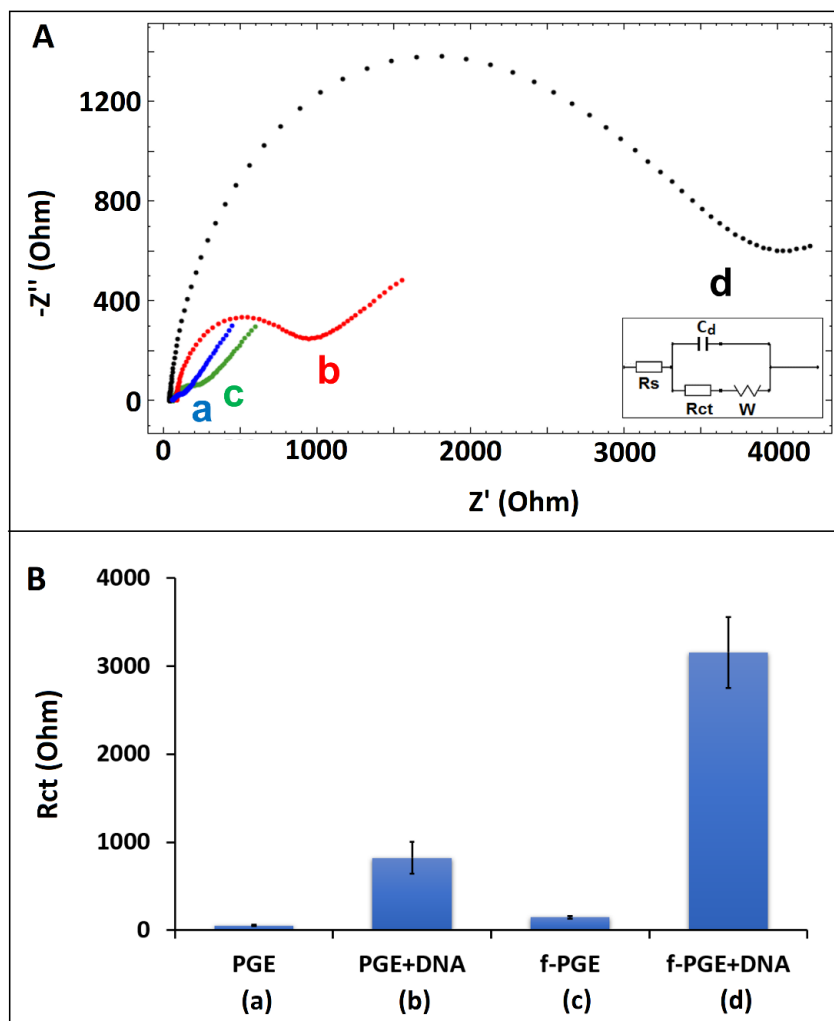 A
1200
800
400
0
-Z'' (Ohm)
d
b
c
a
Cd
Rs
Rct
W
0 1000 2000 3000 4000
Z' (Ohm)
B
4000
3000
2000
1000
0
Rct (Ohm)
PGE PGE+DNA f-PGE f-PGE+DNA
(a) (b) (c) (d)